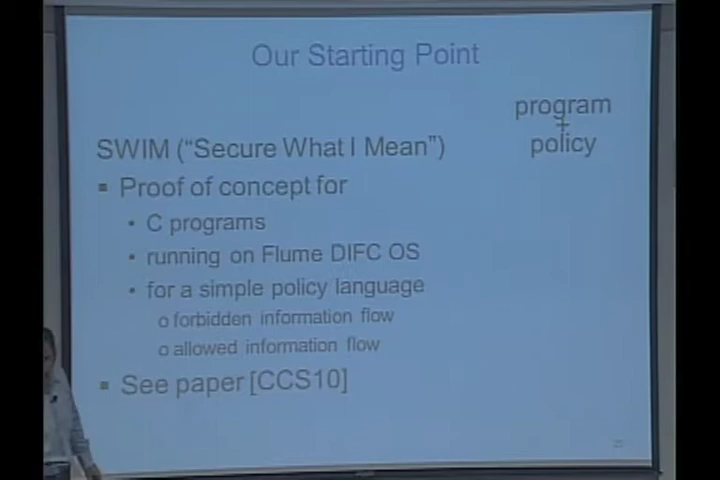 Our Starting Point
program
+
policy
SWIM ("Secure What I Mean")
▪ Proof of concept for
• C programs
• running on Flume DIFC OS
• for a simple policy language
o forbidden information flow
o allowed information flow
▪ See paper [CCS10]